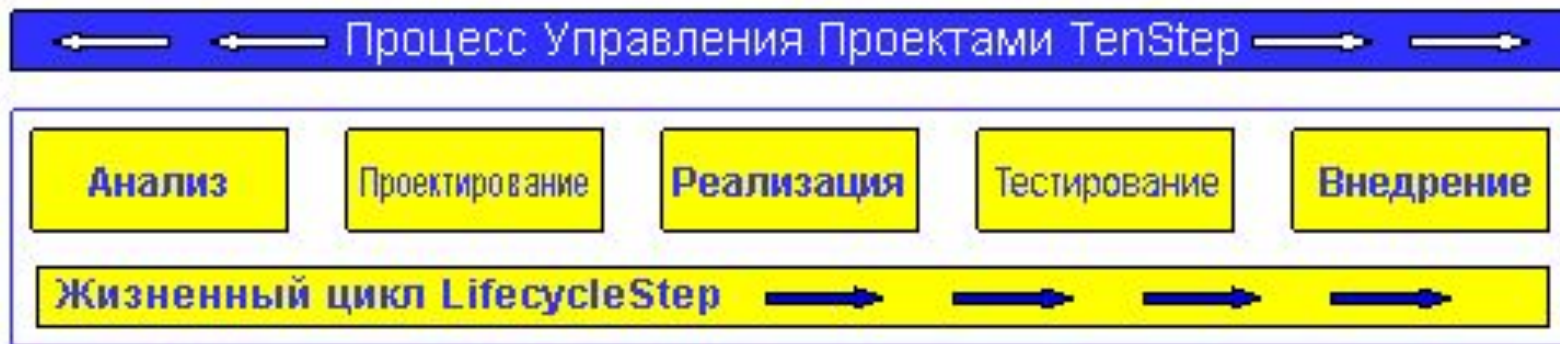 Процесс Управления Проектами TenStep
Анализ
Проектирование
Реализация
Тестирование
Внедрение
Жизненный цикл LifecycleStep